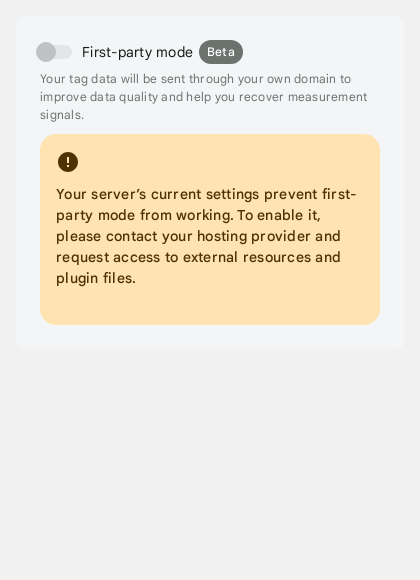 First-party mode Beta
Your tag data will be sent through your own domain to
improve data quality and help you recover measurement
signals.
Your server’s current settings prevent first-
party mode from working. To enable it,
please contact your hosting provider and
request access to external resources and
plugin files.